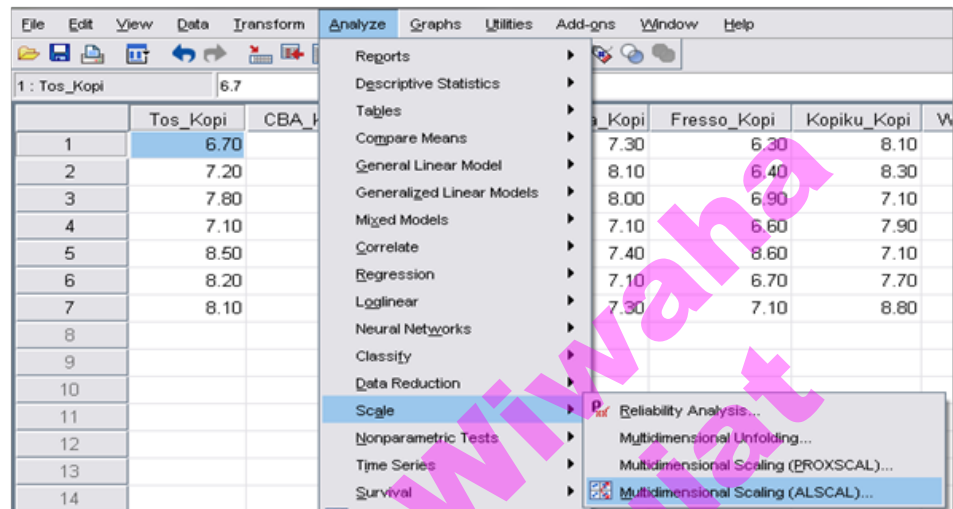 File Edit View Data Transform Analyze Graphs Utilities Add-ons Window Help
1 : Tos_Kopi 6.7
Tos_Kopi Fresso_Kopi Kopiku_Kopi
1 6.70 7.30 6.30 8.10
2 7.20 8.10 6.40 8.30
3 7.80 8.00 6.90 7.10
4 7.10 7.10 6.60 7.90
5 8.50 7.40 8.60 7.10
6 8.20 7.10 6.70 7.70
7 8.10 7.30 7.10 8.80
8
9
10
11
12
13
14
Reports
Descriptive Statistics
Tables
Compare Means
General Linear Model
Generalized Linear Models
Mixed Models
Correlate
Regression
Loglinear
Neural Networks
Classify
Data Reduction
Scale
Nonparametric Tests
Time Series
Survival
Reliability Analysis...
Multidimensional Unfolding...
Multidimensional Scaling (PROXSCAL)...
Multidimensional Scaling (ALSCAL)...
Wiwaha